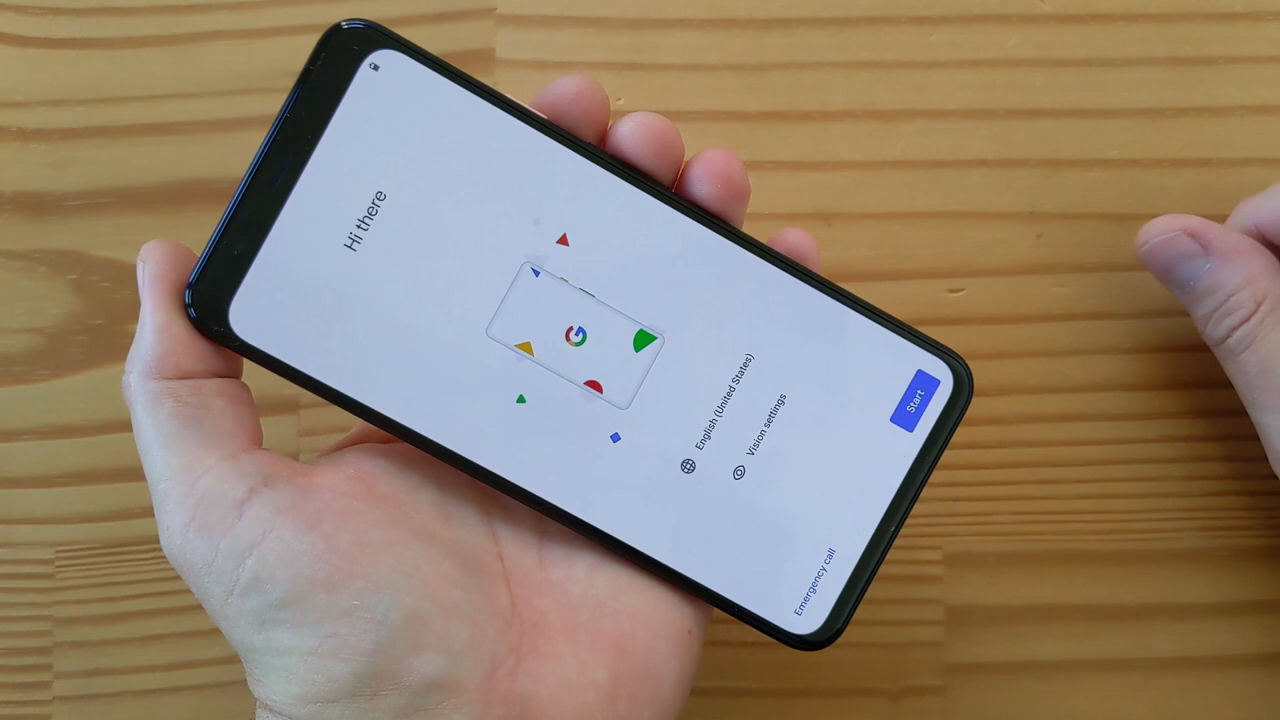 Hi there
G
English (United States)
Vision settings
Start
Emergency call